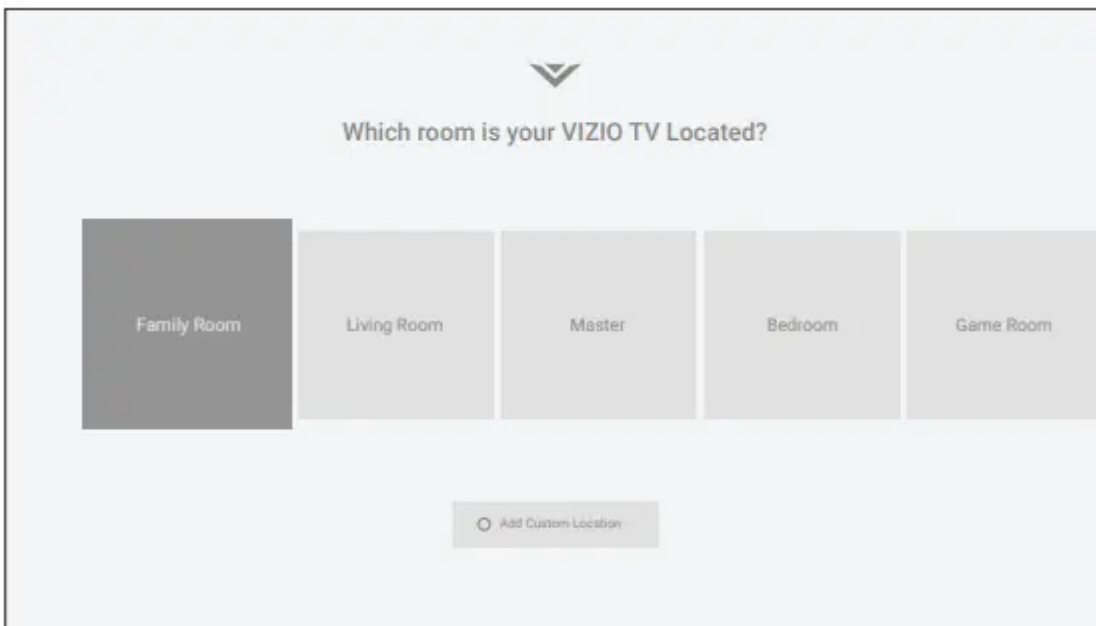 Which room is your VIZIO TV Located?
Family Room
Living Room
Master
Bedroom
Game Room
Add Custom Location